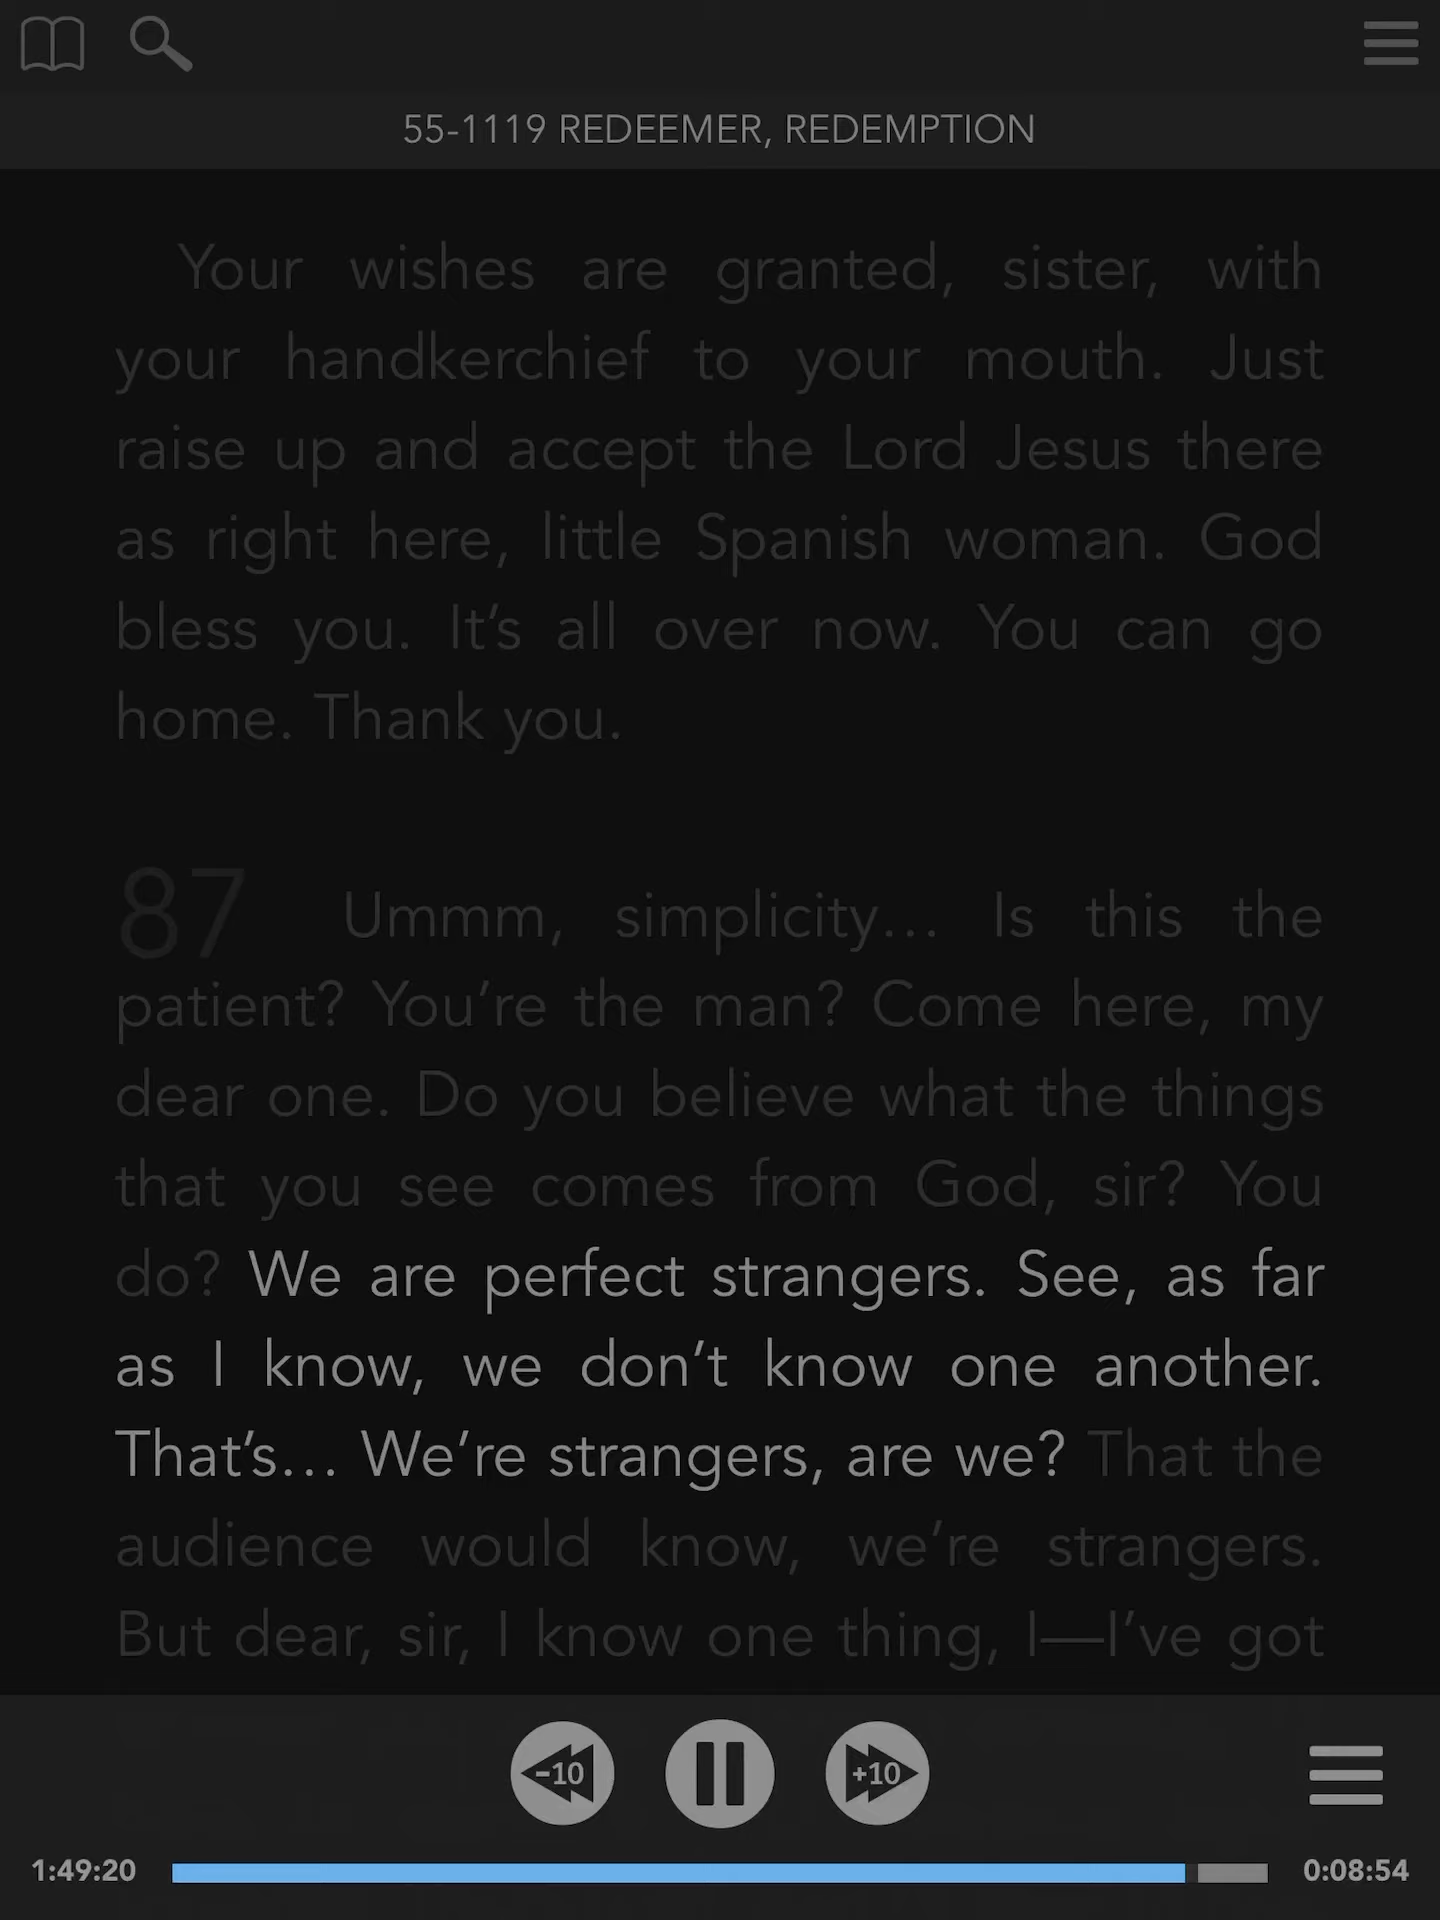 55-1119 REDEEMER, REDEMPTION
Your wishes are granted, sister, with
your handkerchief to your mouth. Just
raise up and accept the Lord Jesus there
as right here, little Spanish woman. God
bless you. It’s all over now. You can go
home. Thank you.
87 Ummm, simplicity… Is this the
patient? You’re the man? Come here, my
dear one. Do you believe what the things
that you see comes from God, sir? You
do? We are perfect strangers. See, as far
as I know, we don’t know one another.
That’s… We’re strangers, are we? That the
audience would know, we’re strangers.
But dear, sir, I know one thing, I—I’ve got
-10 +10
1:49:20 0:08:54